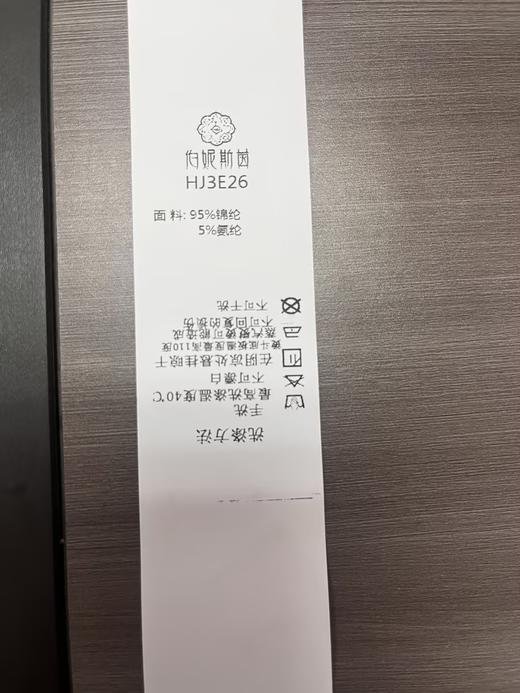 伯妮斯茵
HJ3E26
面料: 95%锦纶
5%氨纶
洗涤方法:
手洗
最高洗涤温度40℃
不可漂白
在阴凉处悬挂晾干
熨斗底板温度最高110度
蒸汽熨烫可能造成
不可回复的损伤
不可干洗